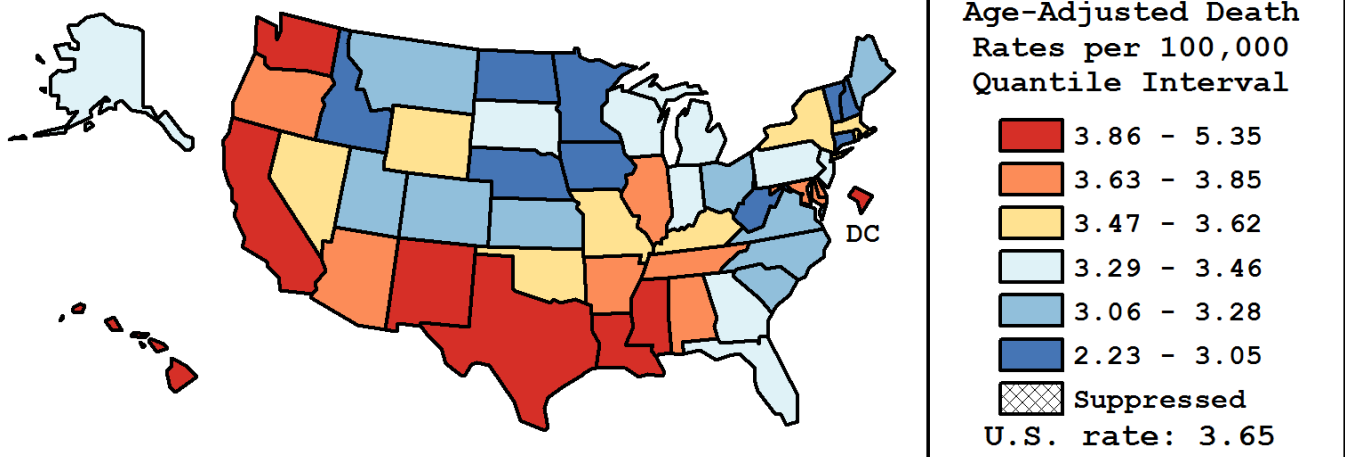 DC
Age-Adjusted Death
Rates per 100,000
Quantile Interval
3.86 - 5.35
3.63 - 3.85
3.47 - 3.62
3.29 - 3.46
3.06 - 3.28
2.23 - 3.05
Suppressed
U.S. rate: 3.65